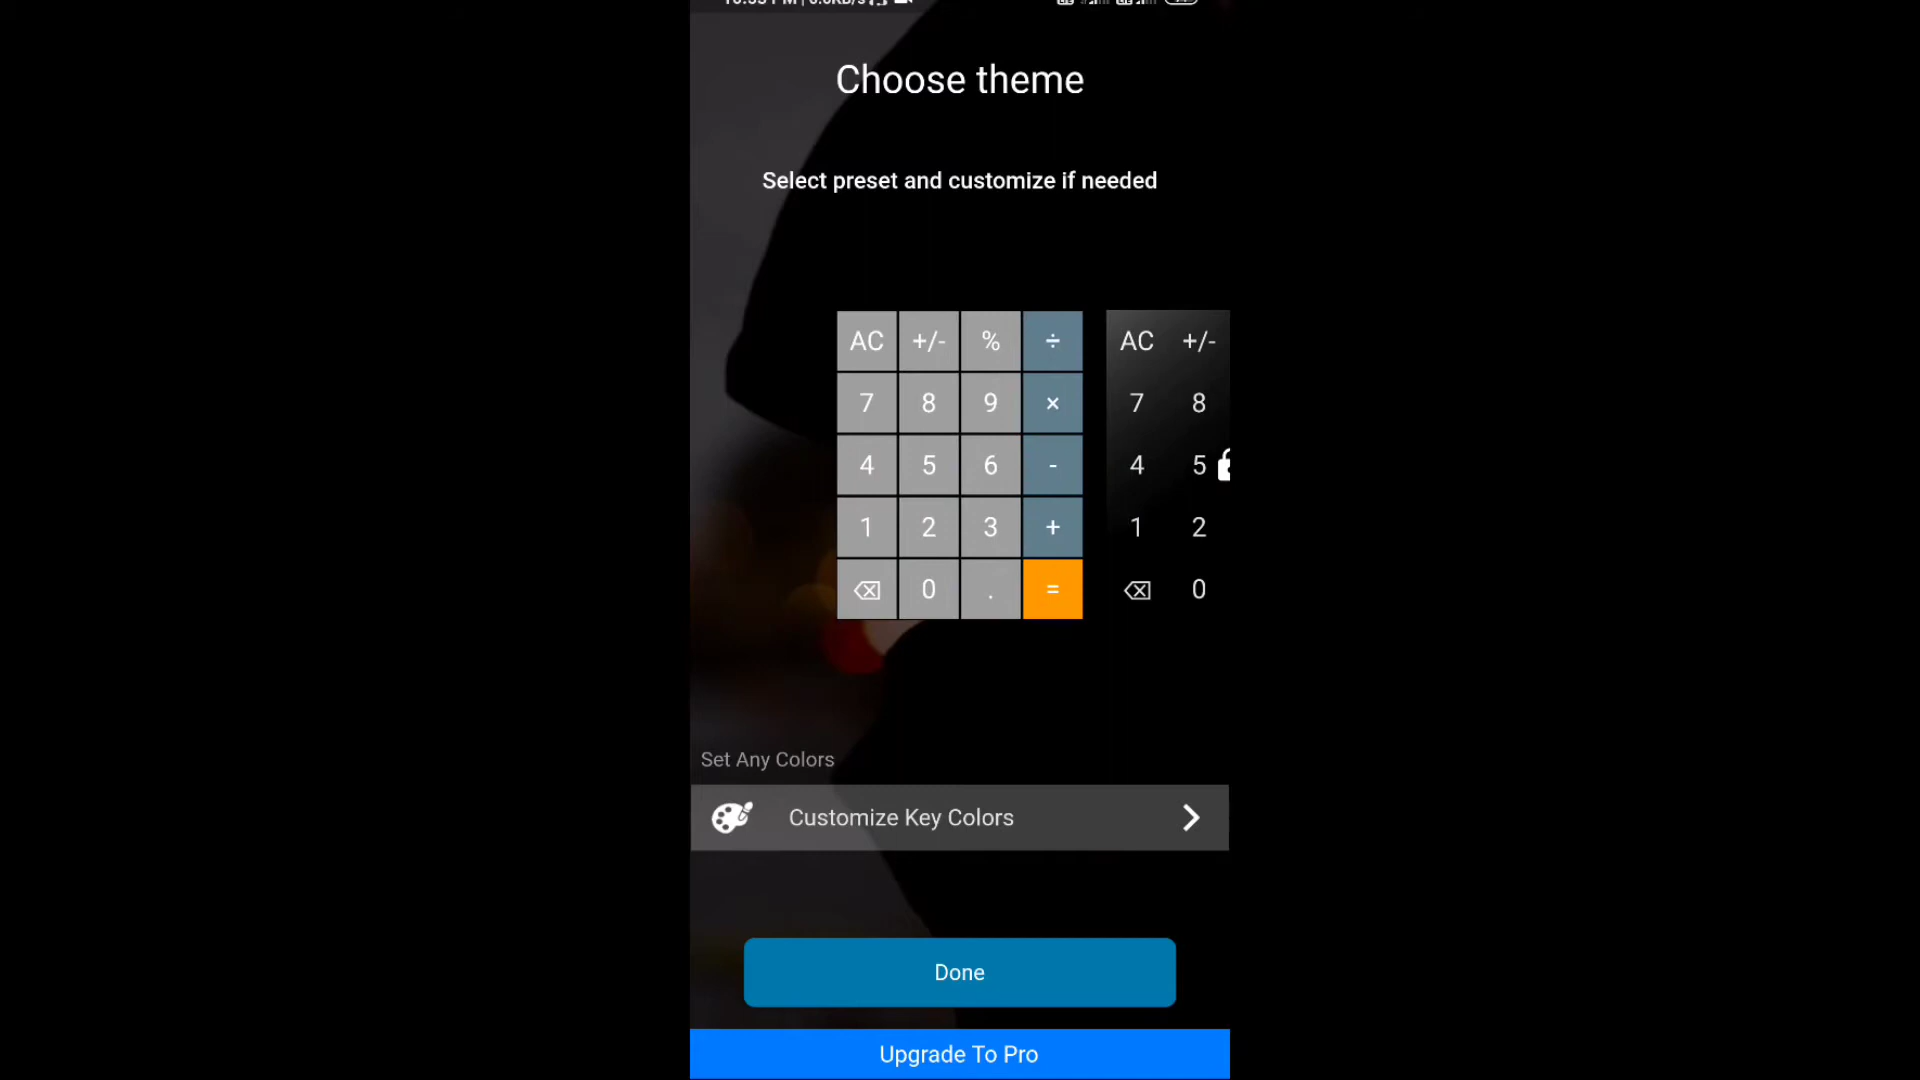 Choose theme
Select preset and customize if needed
AC +/- % ÷ AC +/-
7 8 9 × 7 8
4 5 6 - 4 5
1 2 3 + 1 2
0 . = 0
Set Any Colors
Customize Key Colors
Done
Upgrade To Pro